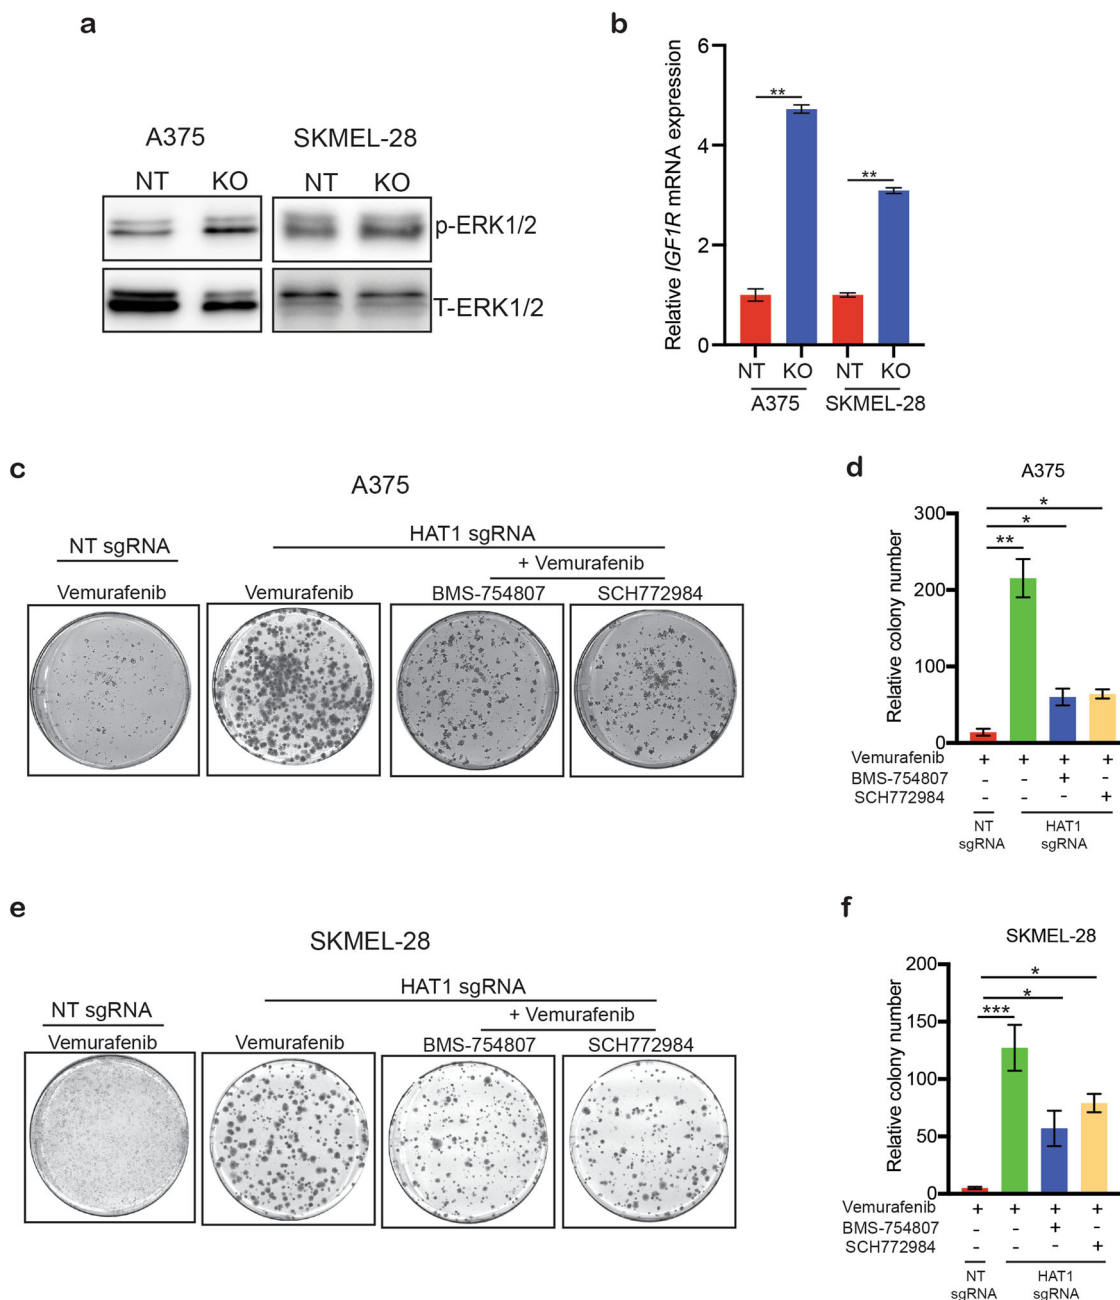 a
A375
SKMEL-28
NT KO
NT KO
p-ERK1/2
T-ERK1/2
b
Relative IGF1R mRNA expression
6
4
2
0
**
**
NT KO NT KO
A375 SKMEL-28
c
A375
NT sgRNA
HAT1 sgRNA
+ Vemurafenib
Vemurafenib
Vemurafenib
BMS-754807
SCH772984
d
A375
Relative colony number
300
200
100
0
*
*
**
Vemurafenib + + + +
BMS-754807 - - + -
SCH772984 - - - +
NT
sgRNA
HAT1
sgRNA
e
SKMEL-28
NT sgRNA
HAT1 sgRNA
+ Vemurafenib
Vemurafenib
Vemurafenib
BMS-754807
SCH772984
f
SKMEL-28
Relative colony number
200
150
100
50
0
*
*
***
Vemurafenib + + + +
BMS-754807 - - + -
SCH772984 - - - +
NT
sgRNA
HAT1
sgRNA